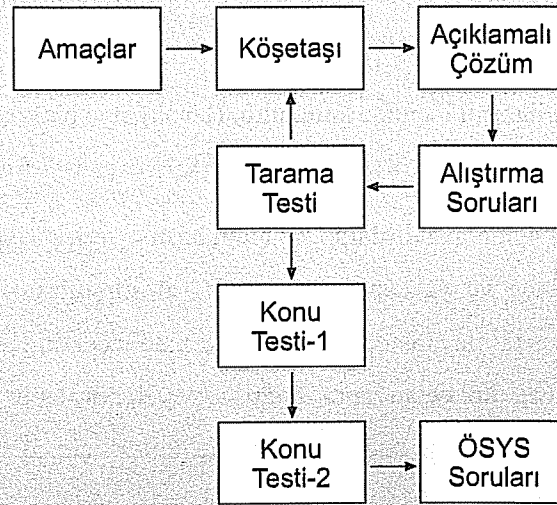 Amaçlar
Köşetaşı
Açıklamalı
Çözüm
Tarama
Testi
Alıştırma
Soruları
Konu
Testi-1
Konu
Testi-2
ÖSYS
Soruları